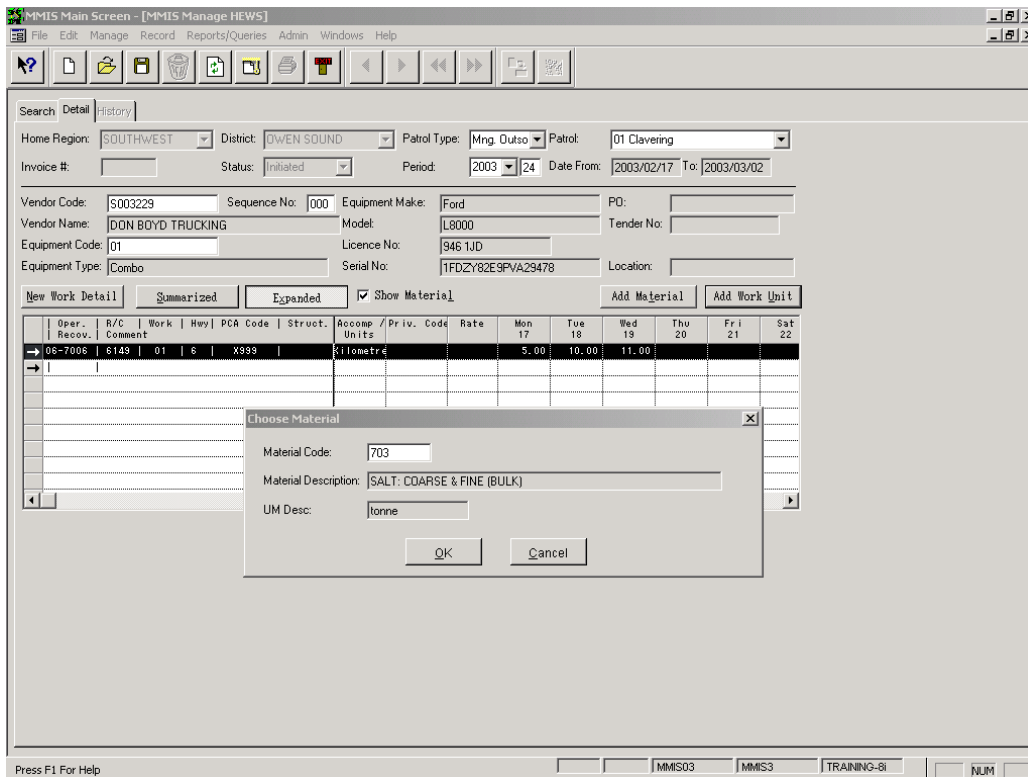 MMIS Main Screen - [MMIS Manage HEWS]
File Edit Manage Record Reports/Queries Admin Windows Help
Search Detail History
Home Region: SOUTHWEST District: OWEN SOUND Patrol Type: Mng. Outso Patrol: 01 Clavering
Invoice #: Status: Initiated Period: 2003 24 Date From: 2003/02/17 To: 2003/03/02
Vendor Code: S003229 Sequence No: 000 Equipment Make: Ford PO:
Vendor Name: DON BOYD TRUCKING Model: L8000 Tender No:
Equipment Code: 01 Licence No: 946 1JD
Equipment Type: Combo Serial No: 1FDZY82E9PVA29478 Location:
New Work Detail Summarized Expanded Show Material Add Material Add Work Unit
| Oper. | R/C | Work | Hwy| PCA Code | Struct. |Accomp / Priv. Code Rate Mon Tue Wed Thu Fri Sat
| Recov.| Comment Units 17 18 19 20 21 22
06-7006 | 6149 | 01 | 6 | X999 | Kilometre 5.00 10.00 11.00
Choose Material
Material Code: 703
Material Description: SALT: COARSE & FINE (BULK)
UM Desc: tonne
OK Cancel
Press F1 For Help MMIS03 MMIS3 TRAINING-8i NUM